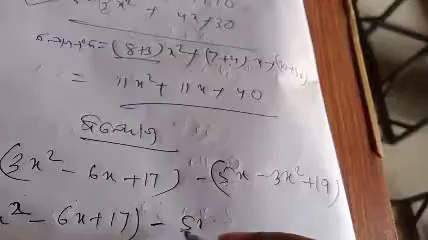 3x² + 4x + 30
= (8+3)x² + (7+4)x + (10+30)
= 11x² + 11x + 40
ବିୟୋଗ
(3x² - 6x + 17) - (5x - 3x² + 19)
x² - 6x + 17) - 5x